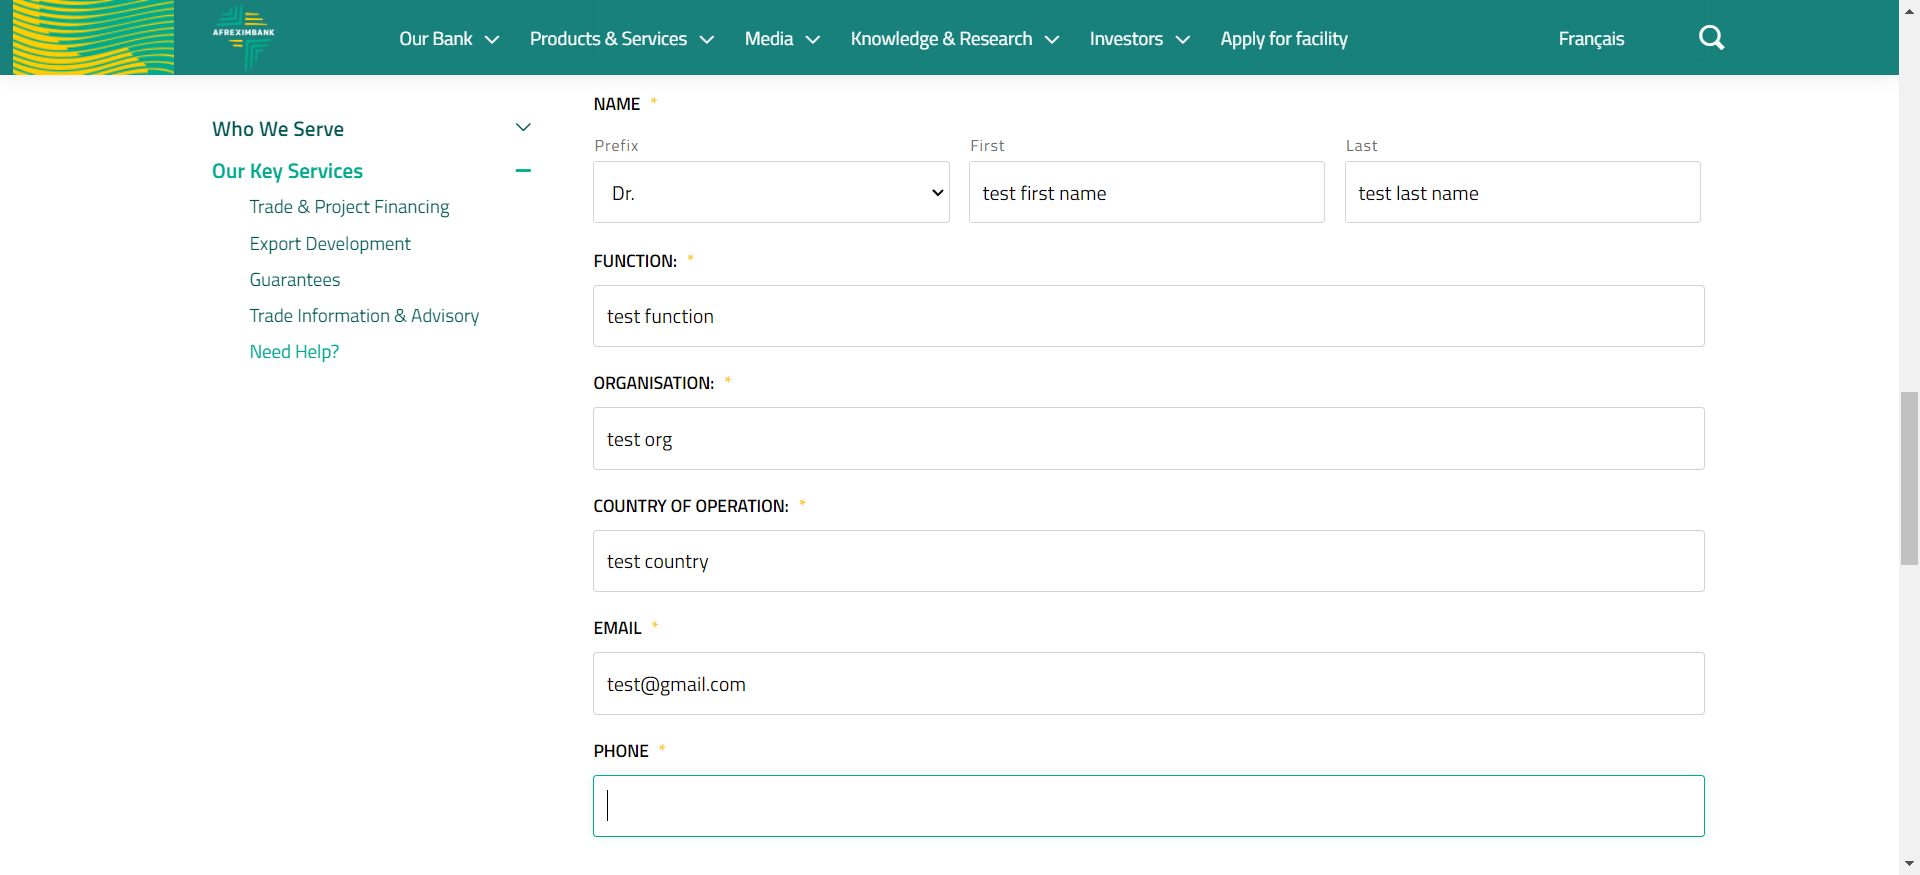 AFREXIMBANK
Our Bank Products & Services Media Knowledge & Research Investors Apply for facility Français
Who We Serve
Our Key Services
Trade & Project Financing
Export Development
Guarantees
Trade Information & Advisory
Need Help?
NAME *
Prefix First Last
Dr. test first name test last name
FUNCTION: *
test function
ORGANISATION: *
test org
COUNTRY OF OPERATION: *
test country
EMAIL *
test@gmail.com
PHONE *